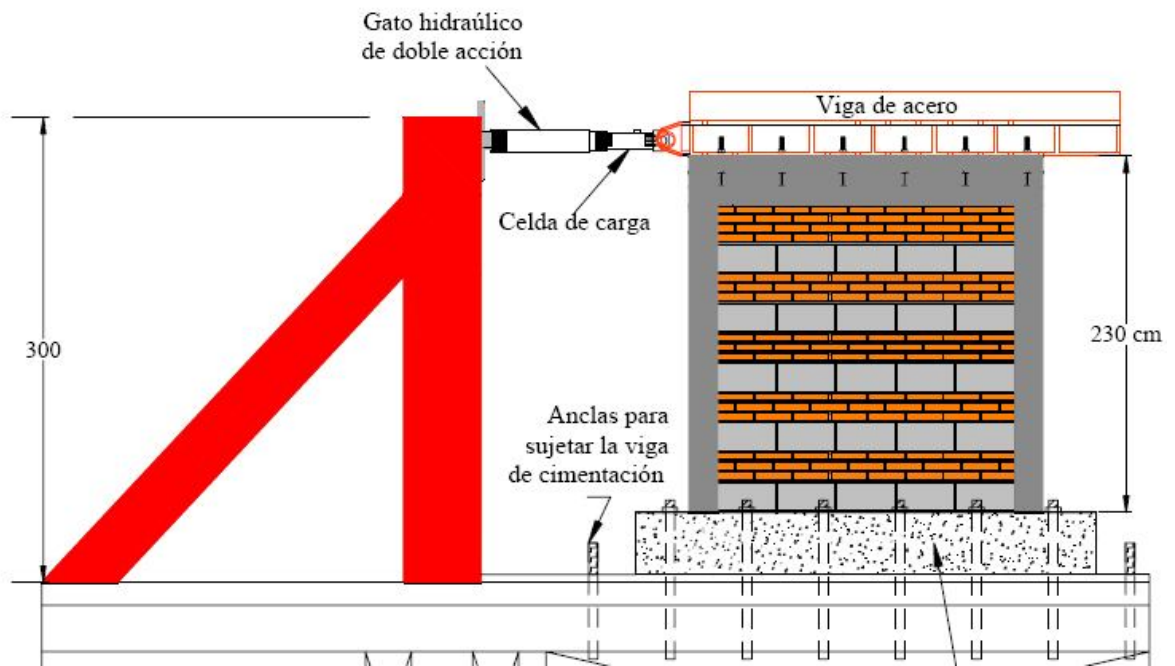 Gato hidraúlico
de doble acción
Viga de acero
Celda de carga
300
230 cm
Anclas para
sujetar la viga
de cimentación